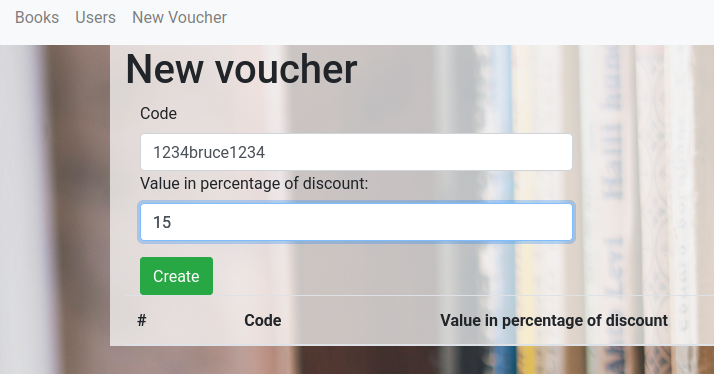 Books Users New Voucher
New voucher
Code
1234bruce1234
Value in percentage of discount:
15
Create
# Code Value in percentage of discount